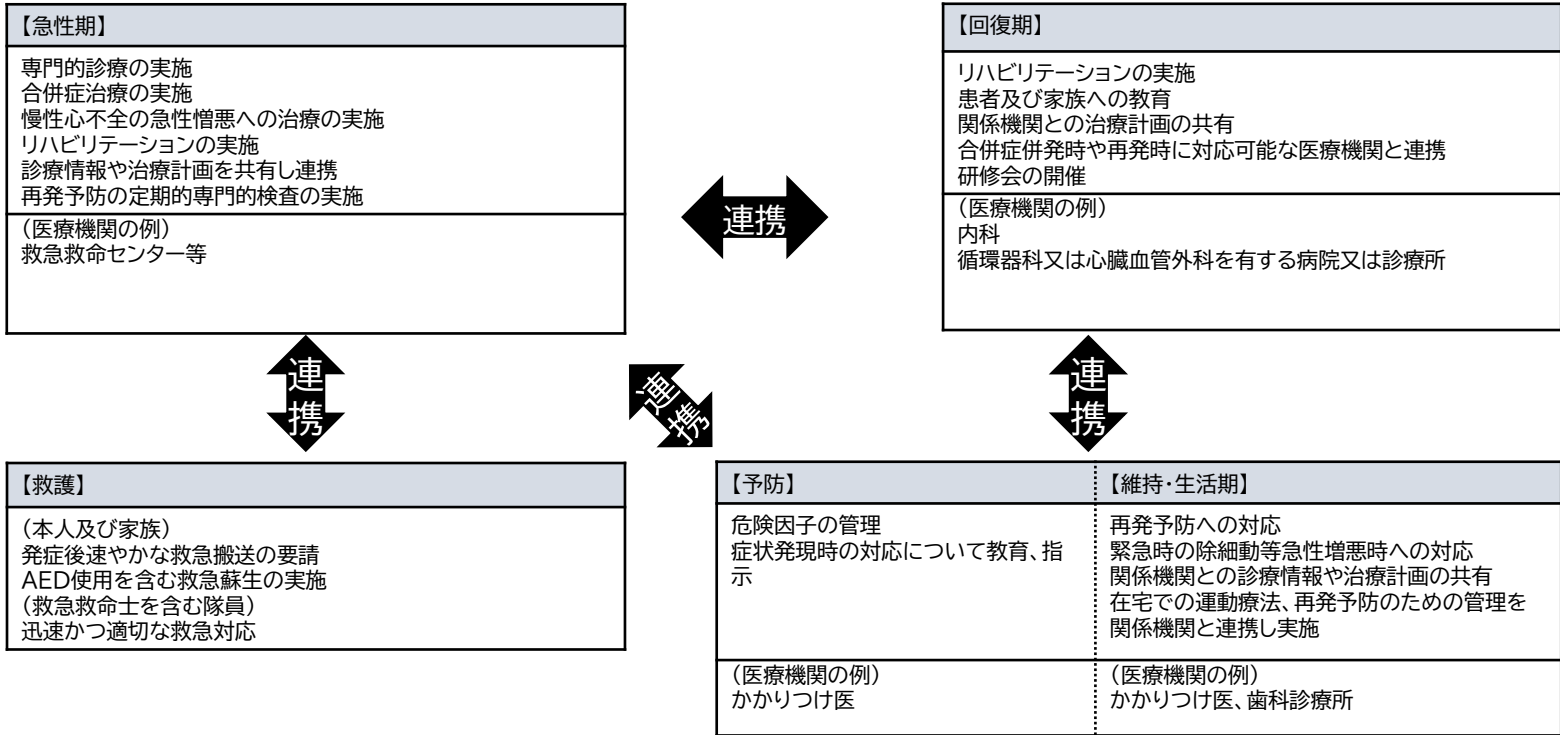 【急性期】
専門的診療の実施
合併症治療の実施
慢性心不全の急性憎悪への治療の実施
リハビリテーションの実施
診療情報や治療計画を共有し連携
再発予防の定期的専門的検査の実施
（医療機関の例）
救急救命センター等
連携
【回復期】
リハビリテーションの実施
患者及び家族への教育
関係機関との治療計画の共有
合併症併発時や再発時に対応可能な医療機関と連携
研修会の開催
（医療機関の例）
内科
循環器科又は心臓血管外科を有する病院又は診療所
連携
連携
連携
【救護】
（本人及び家族）
発症後速やかな救急搬送の要請
AED使用を含む救急蘇生の実施
（救急救命士を含む隊員）
迅速かつ適切な救急対応
【予防】
危険因子の管理
症状発現時の対応について教育、指
示
（医療機関の例）
かかりつけ医
【維持・生活期】
再発予防への対応
緊急時の除細動等急性増悪時への対応
関係機関との診療情報や治療計画の共有
在宅での運動療法、再発予防のための管理を
関係機関と連携し実施
（医療機関の例）
かかりつけ医、歯科診療所